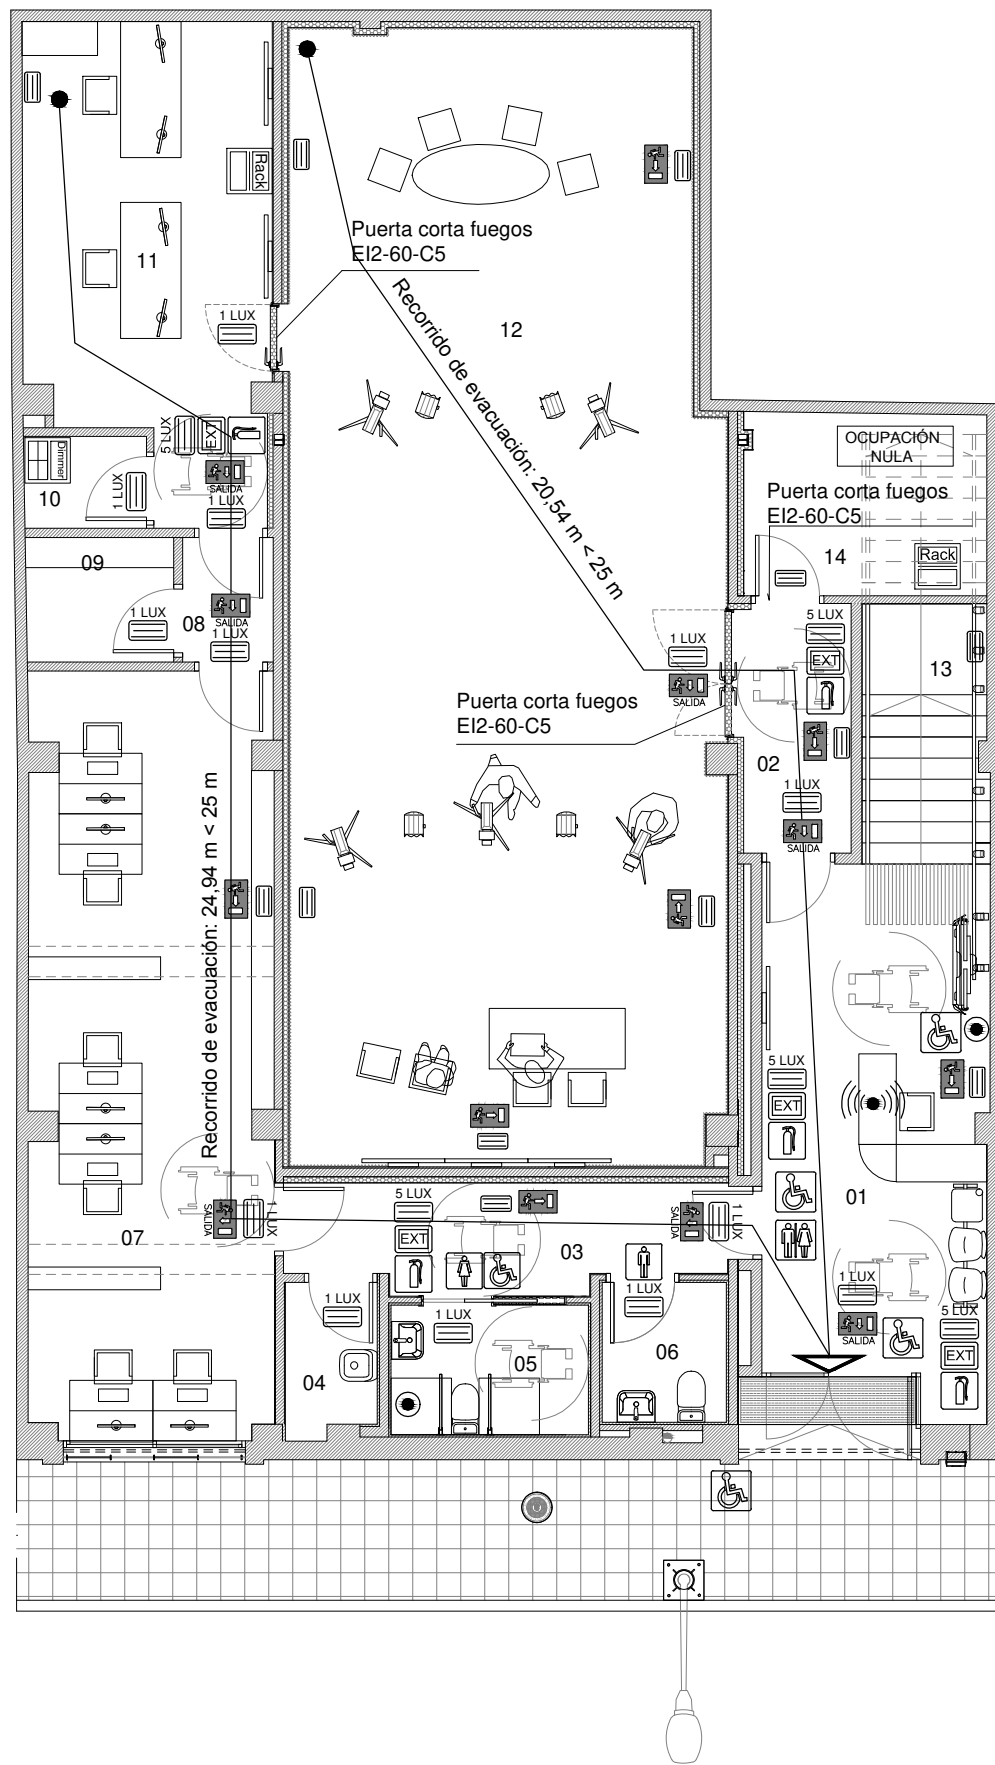 Rack
Puerta corta fuegos
EI2-60-C5
11
1 LUX
12
Recorrido de evacuación: 20,54 m < 25 m
5 LUX
EXT
SALIDA
1 LUX
Dimmer
10
1 LUX
OCUPACIÓN
NULA
Puerta corta fuegos
EI2-60-C5
14
Rack
09
1 LUX
08
SALIDA
1 LUX
5 LUX
EXT
1 LUX
SALIDA
13
Puerta corta fuegos
EI2-60-C5
02
1 LUX
SALIDA
Recorrido de evacuación: 24,94 m < 25 m
5 LUX
EXT
01
07
SALIDA
1 LUX
5 LUX
EXT
03
SALIDA
1 LUX
1 LUX
SALIDA
5 LUX
EXT
1 LUX
04
1 LUX
05
1 LUX
06